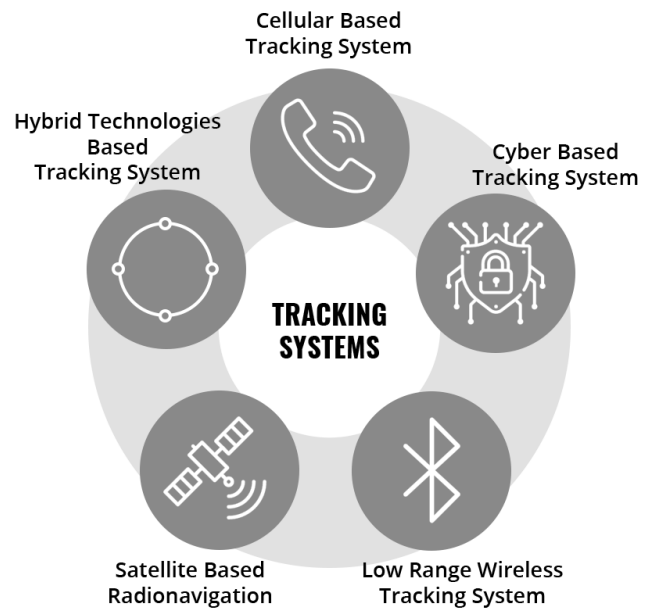 Cellular Based
Tracking System
Hybrid Technologies
Based
Tracking System
Cyber Based
Tracking System
TRACKING
SYSTEMS
Satellite Based
Radionavigation
Low Range Wireless
Tracking System